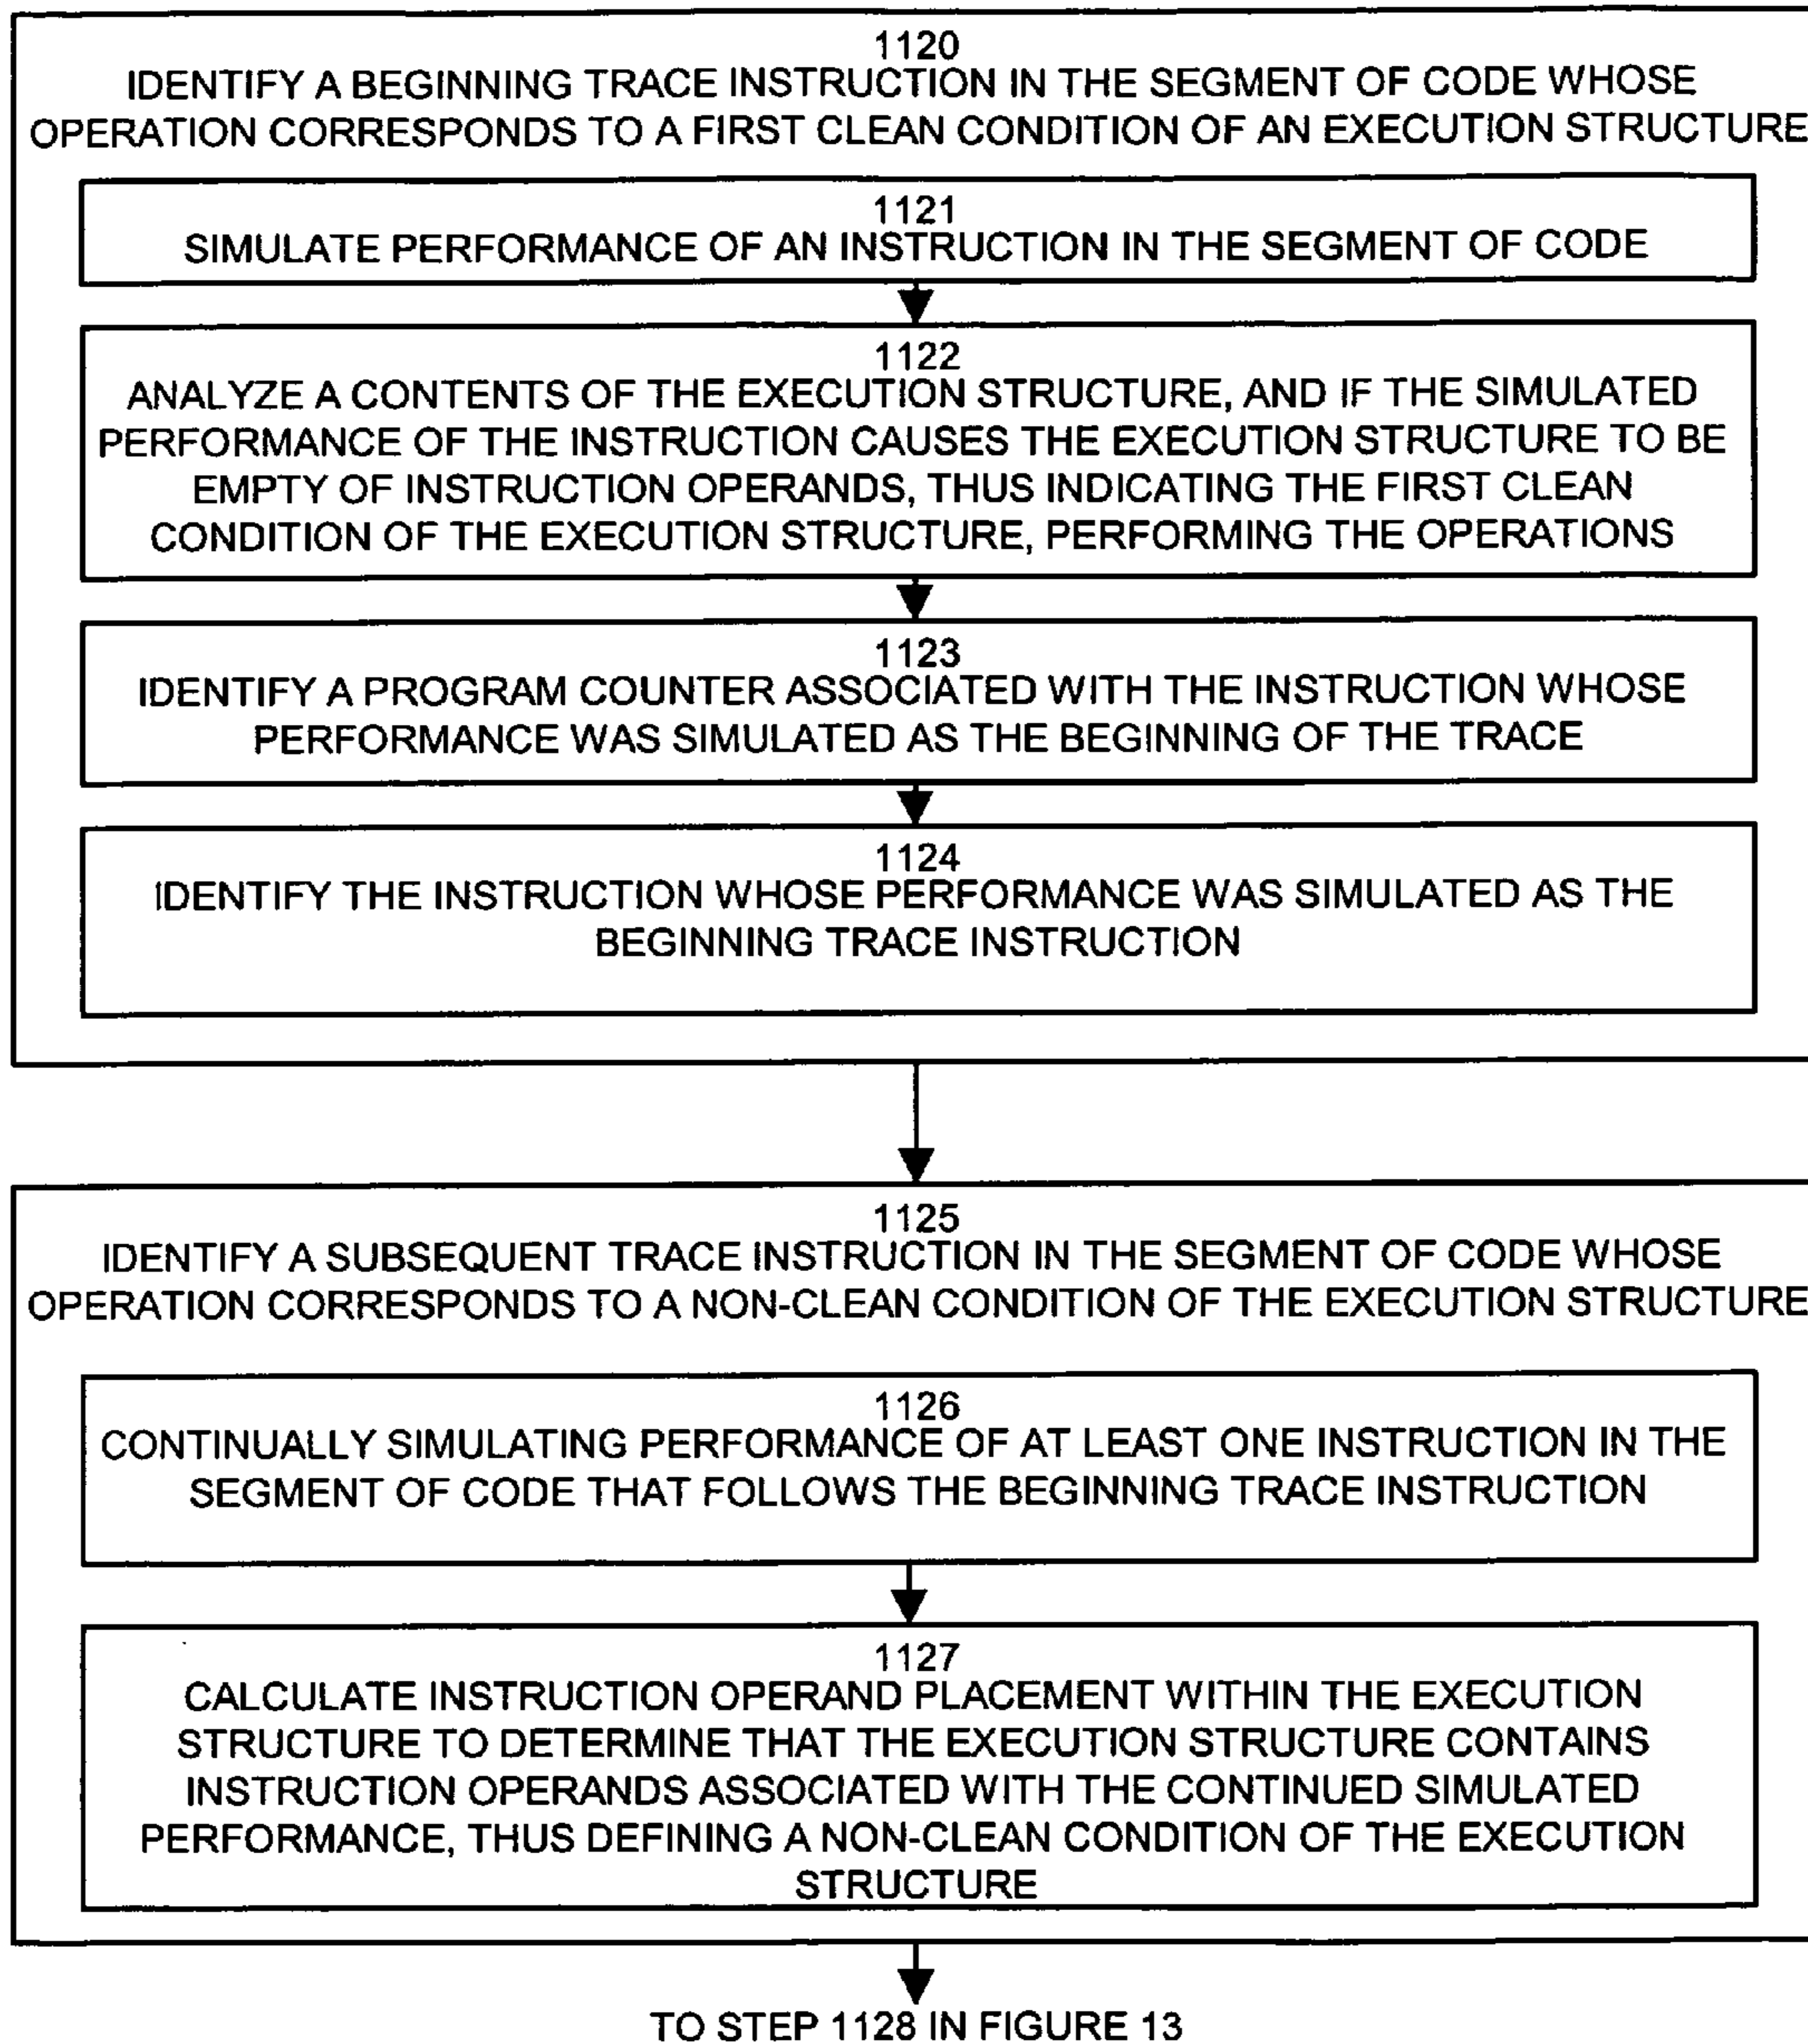 1120
IDENTIFY A BEGINNING TRACE INSTRUCTION IN THE SEGMENT OF CODE WHOSE
OPERATION CORRESPONDS TO A FIRST CLEAN CONDITION OF AN EXECUTION STRUCTURE
1121
SIMULATE PERFORMANCE OF AN INSTRUCTION IN THE SEGMENT OF CODE
1122
ANALYZE A CONTENTS OF THE EXECUTION STRUCTURE, AND IF THE SIMULATED
PERFORMANCE OF THE INSTRUCTION CAUSES THE EXECUTION STRUCTURE TO BE
EMPTY OF INSTRUCTION OPERANDS, THUS INDICATING THE FIRST CLEAN
CONDITION OF THE EXECUTION STRUCTURE, PERFORMING THE OPERATIONS
1123
IDENTIFY A PROGRAM COUNTER ASSOCIATED WITH THE INSTRUCTION WHOSE
PERFORMANCE WAS SIMULATED AS THE BEGINNING OF THE TRACE
1124
IDENTIFY THE INSTRUCTION WHOSE PERFORMANCE WAS SIMULATED AS THE
BEGINNING TRACE INSTRUCTION
1125
IDENTIFY A SUBSEQUENT TRACE INSTRUCTION IN THE SEGMENT OF CODE WHOSE
OPERATION CORRESPONDS TO A NON-CLEAN CONDITION OF THE EXECUTION STRUCTURE
1126
CONTINUALLY SIMULATING PERFORMANCE OF AT LEAST ONE INSTRUCTION IN THE
SEGMENT OF CODE THAT FOLLOWS THE BEGINNING TRACE INSTRUCTION
1127
CALCULATE INSTRUCTION OPERAND PLACEMENT WITHIN THE EXECUTION
STRUCTURE TO DETERMINE THAT THE EXECUTION STRUCTURE CONTAINS
INSTRUCTION OPERANDS ASSOCIATED WITH THE CONTINUED SIMULATED
PERFORMANCE, THUS DEFINING A NON-CLEAN CONDITION OF THE EXECUTION
STRUCTURE
TO STEP 1128 IN FIGURE 13